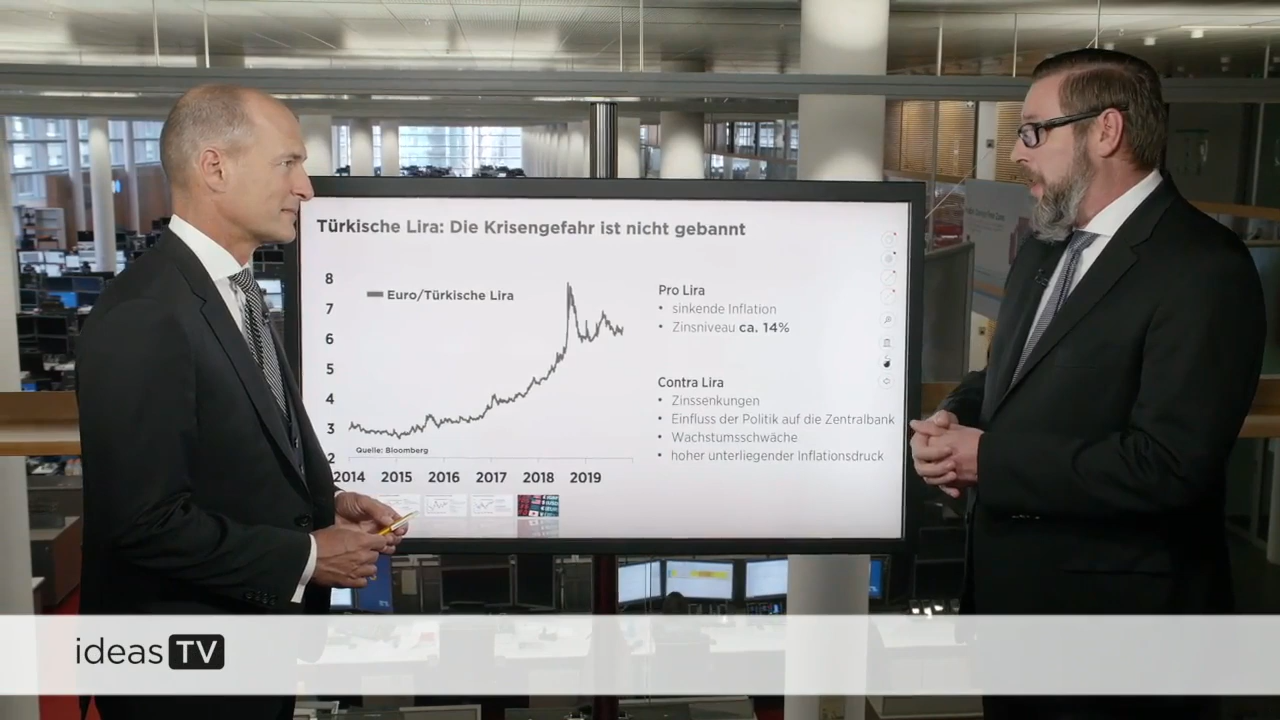 Türkische Lira: Die Krisengefahr ist nicht gebannt
8
7
6
5
4
3
2
Euro/Türkische Lira
Quelle: Bloomberg
2014 2015 2016 2017 2018 2019
Pro Lira
• sinkende Inflation
• Zinsniveau ca. 14%
Contra Lira
• Zinssenkungen
• Einfluss der Politik auf die Zentralbank
• Wachstumsschwäche
• hoher unterliegender Inflationsdruck
ideas TV